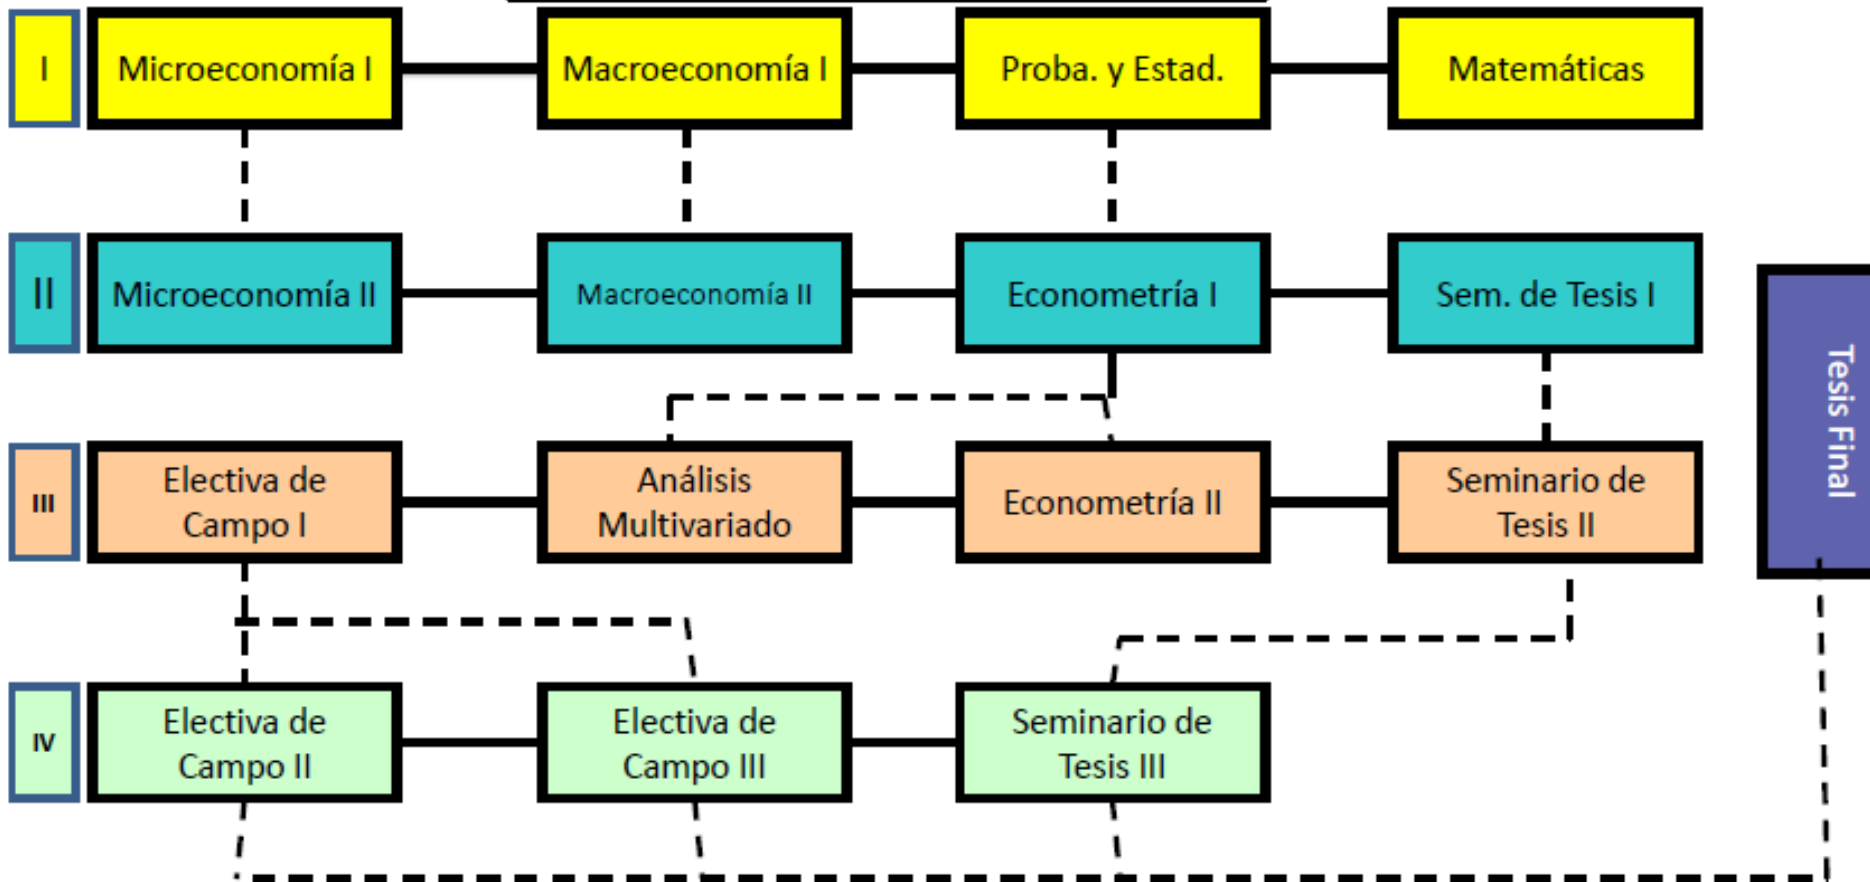 I
Microeconomía I
Macroeconomía I
Proba. y Estad.
Matemáticas
II
Microeconomía II
Macroeconomía II
Econometría I
Sem. de Tesis I
Tesis Final
III
Electiva de
Campo I
Análisis
Multivariado
Econometría II
Seminario de
Tesis II
IV
Electiva de
Campo II
Electiva de
Campo III
Seminario de
Tesis III